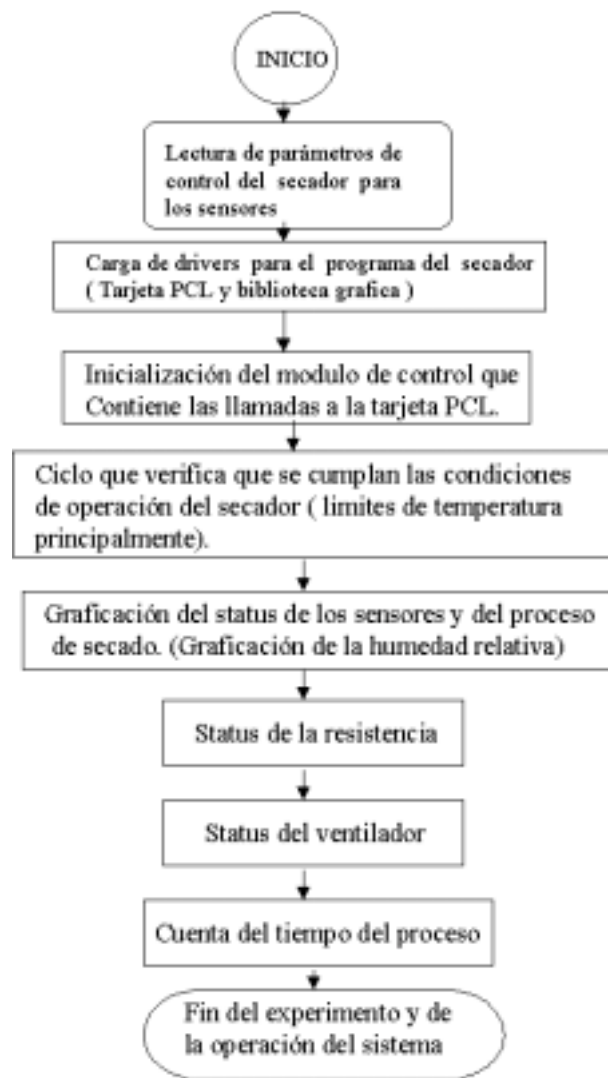 INICIO
Lectura de parámetros de
control del secador para
los sensores
Carga de drivers para el programa del secador
( Tarjeta PCL y biblioteca grafica )
Inicialización del modulo de control que
Contiene las llamadas a la tarjeta PCL.
Ciclo que verifica que se cumplan las condiciones
de operación del secador ( limites de temperatura
principalmente).
Graficación del status de los sensores y del proceso
de secado. (Graficación de la humedad relativa)
Status de la resistencia
Status del ventilador
Cuenta del tiempo del proceso
Fin del experimento y de
la operación del sistema